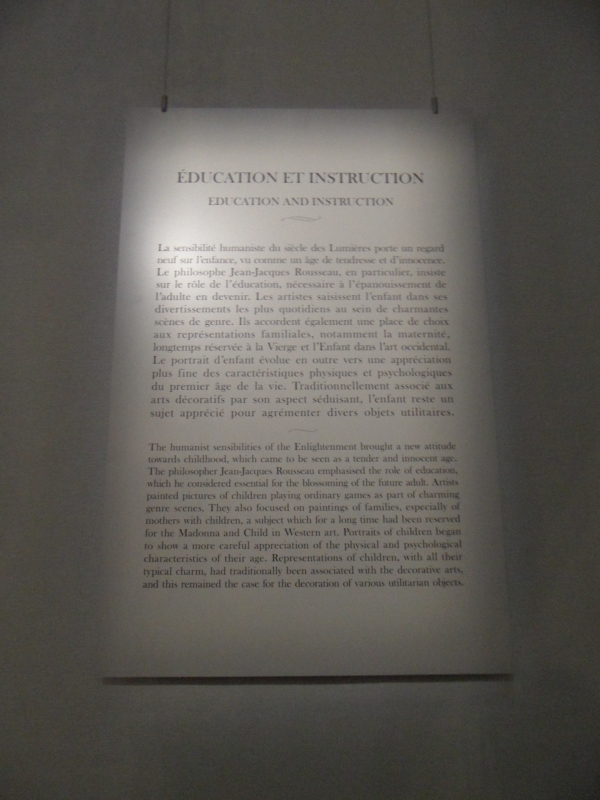 ÉDUCATION ET INSTRUCTION
EDUCATION AND INSTRUCTION
La sensibilité humaniste du siècle des Lumières porte un regard
neuf sur l'enfance, vu comme un âge de tendresse et d'innocence.
Le philosophe Jean-Jacques Rousseau, en particulier, insiste
sur le rôle de l'éducation, nécessaire à l'épanouissement de
l'adulte en devenir. Les artistes saisissent l'enfant dans ses
divertissements les plus quotidiens au sein de charmantes
scènes de genre. Ils accordent également une place de choix
aux représentations familiales, notamment la maternité,
longtemps réservée à la Vierge et l'Enfant dans l'art occidental.
Le portrait d'enfant évolue en outre vers une appréciation
plus fine des caractéristiques physiques et psychologiques
du premier âge de la vie. Traditionnellement associé aux
arts décoratifs par son aspect séduisant, l'enfant reste un
sujet apprécié pour agrémenter divers objets utilitaires.
The humanist sensibilities of the Enlightenment brought a new attitude
towards childhood, which came to be seen as a tender and innocent age.
The philosopher Jean-Jacques Rousseau emphasised the role of education,
which he considered essential for the blossoming of the future adult. Artists
painted pictures of children playing ordinary games as part of charming
genre scenes. They also focused on paintings of families, especially of
mothers with children, a subject which for a long time had been reserved
for the Madonna and Child in Western art. Portraits of children began
to show a more careful appreciation of the physical and psychological
characteristics of their age. Representations of children, with all their
typical charm, had traditionally been associated with the decorative arts,
and this remained the case for the decoration of various utilitarian objects.